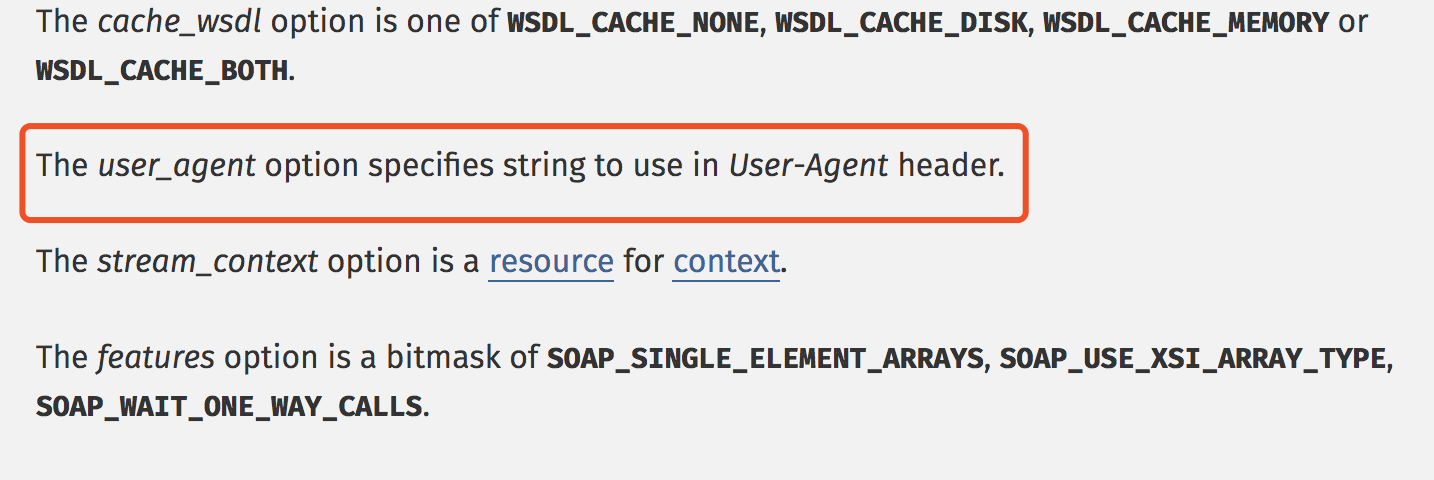 The cache_wsdl option is one of WSDL_CACHE_NONE, WSDL_CACHE_DISK, WSDL_CACHE_MEMORY or
WSDL_CACHE_BOTH.
The user_agent option specifies string to use in User-Agent header.
The stream_context option is a resource for context.
The features option is a bitmask of SOAP_SINGLE_ELEMENT_ARRAYS, SOAP_USE_XSI_ARRAY_TYPE,
SOAP_WAIT_ONE_WAY_CALLS.